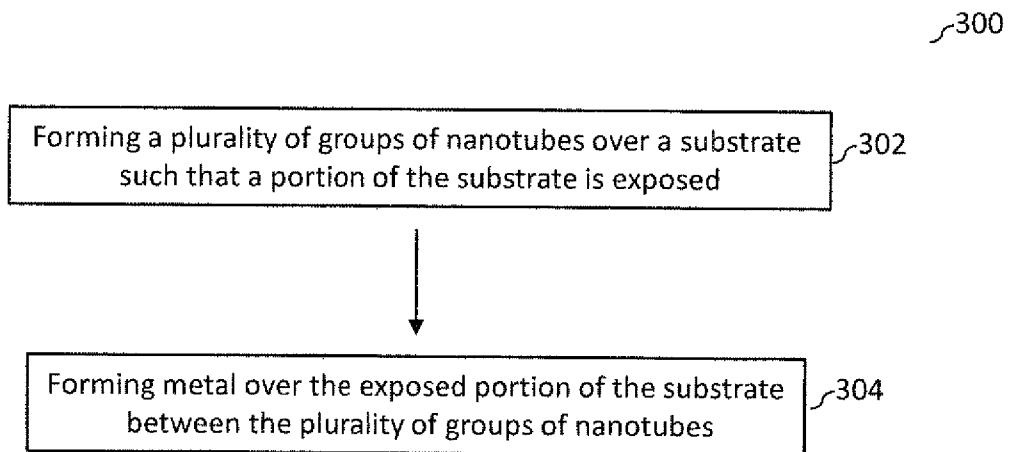 300
Forming a plurality of groups of nanotubes over a substrate
such that a portion of the substrate is exposed
302
Forming metal over the exposed portion of the substrate
between the plurality of groups of nanotubes
304